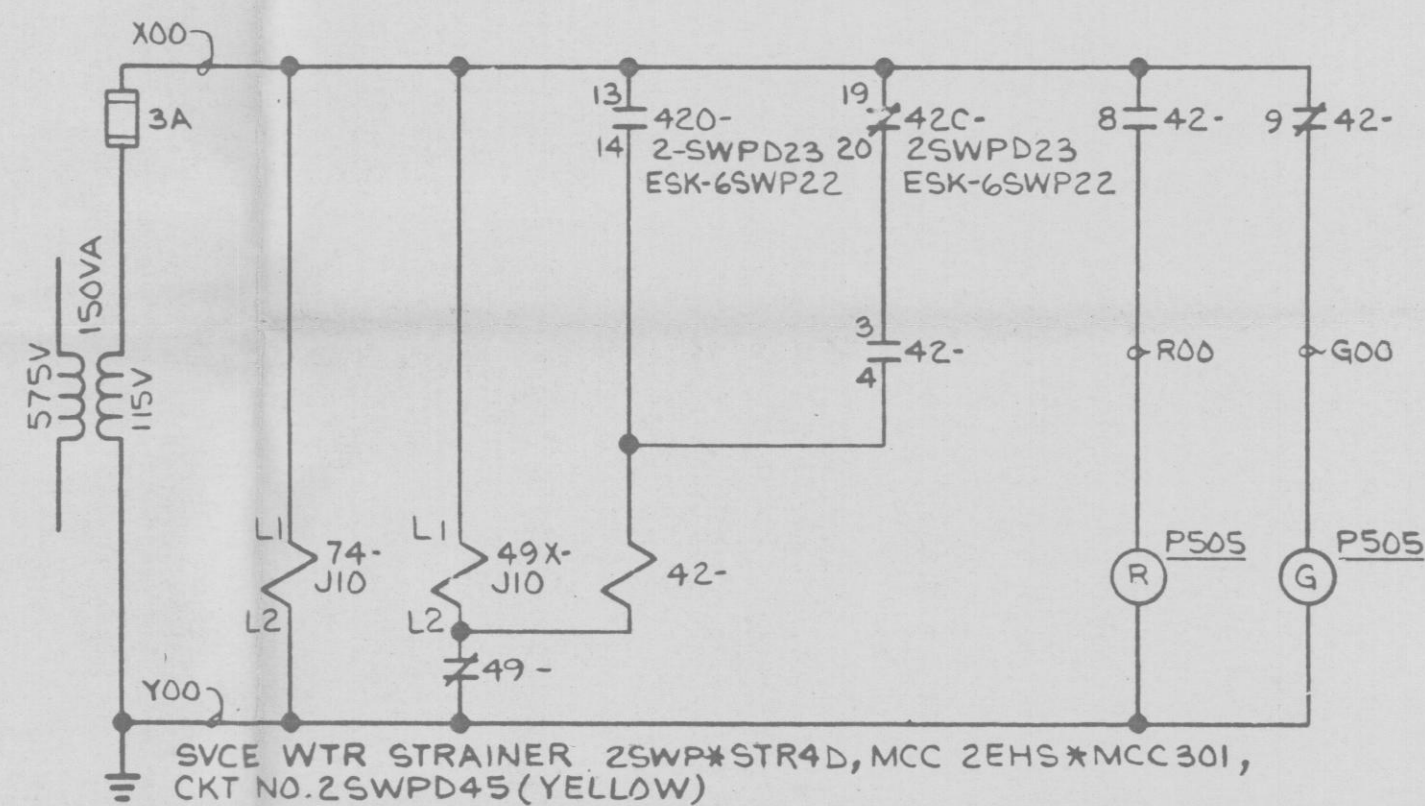 X00
3A
13
420-
14
2-SWPD23
ESK-6SWP22
19
42C-
20
2SWPD23
ESK-6SWP22
8
42-
9
42-
575V
150VA
115V
3
42-
4
R00
G00
L1
74-
J10
L2
L1
49X-
J10
L2
42-
49-
R
P505
G
P505
Y00
SVCE WTR STRAINER 2SWP*STR4D, MCC 2EHS*MCC301,
CKT NO.2SWPD45(YELLOW)